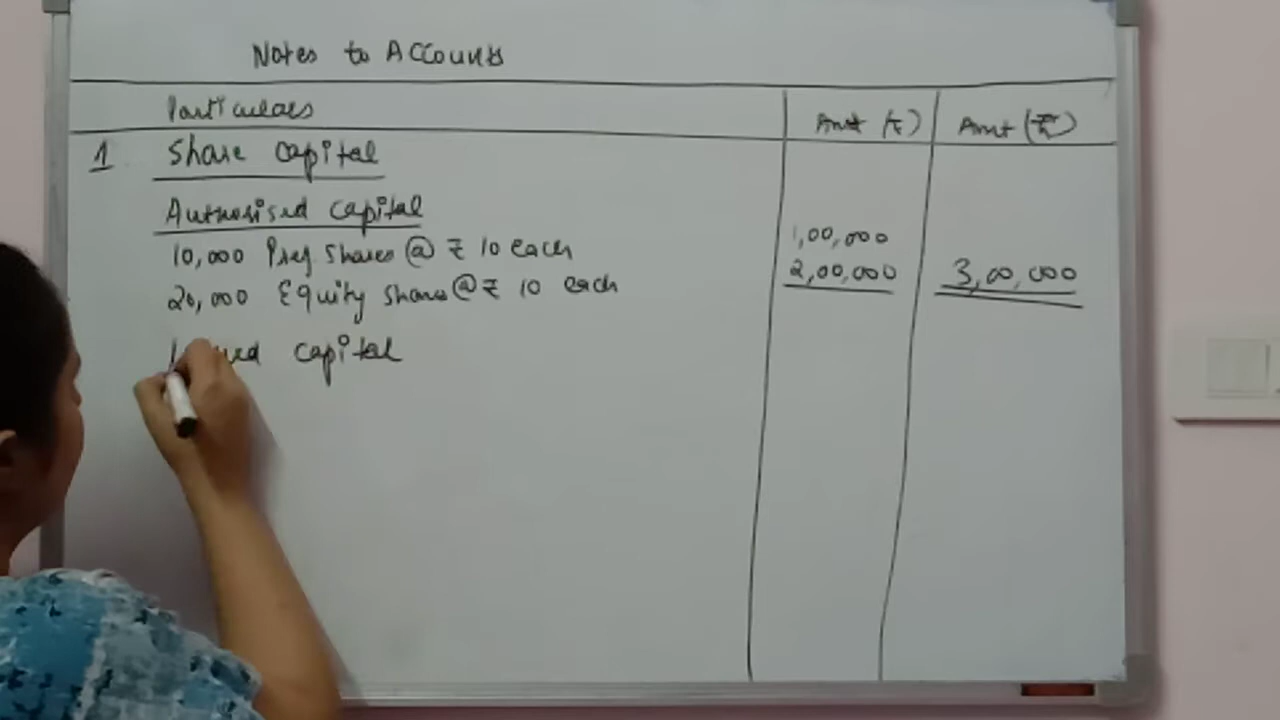 Notes to Accounts
Particulars Amt (₹) Amt (₹)
1 Share capital
Authorised capital
10,000 Pref shares @ ₹ 10 each 1,00,000
20,000 Equity shares @ ₹ 10 each 2,00,000 3,00,000
capital